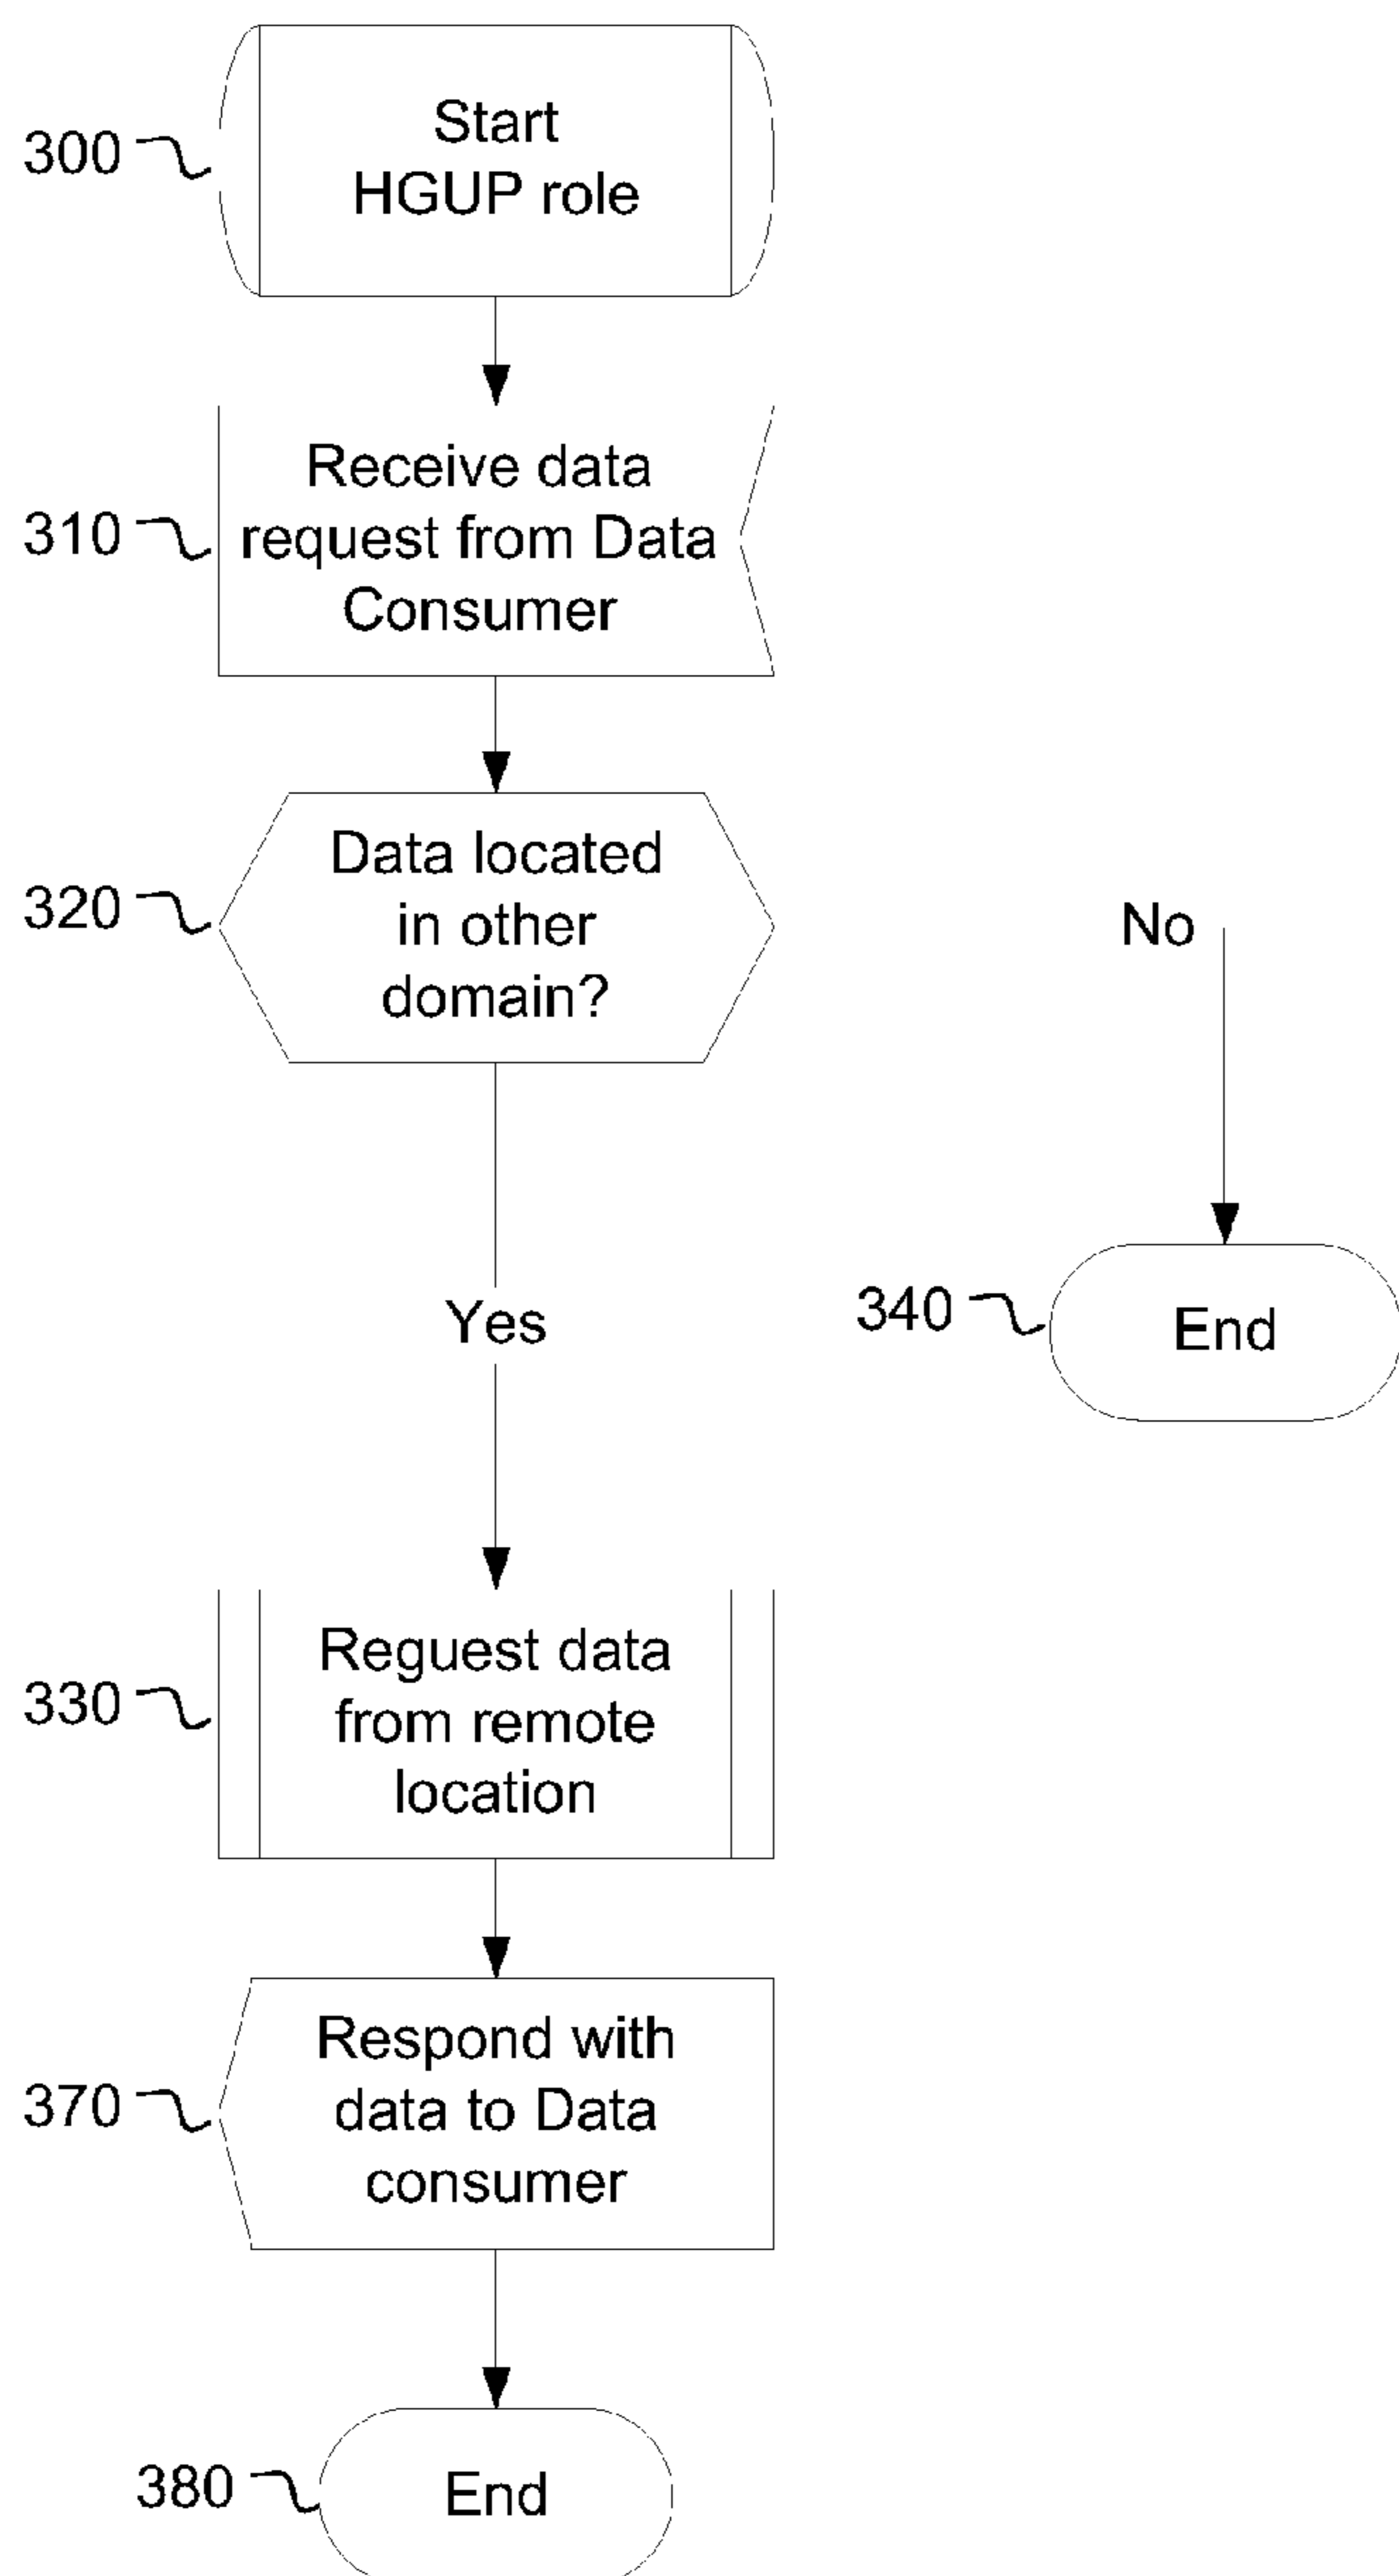 300
Start
HGUP role
310
Receive data
request from Data
Consumer
320
Data located
in other
domain?
No
Yes
340
End
330
Reguest data
from remote
location
370
Respond with
data to Data
consumer
380
End